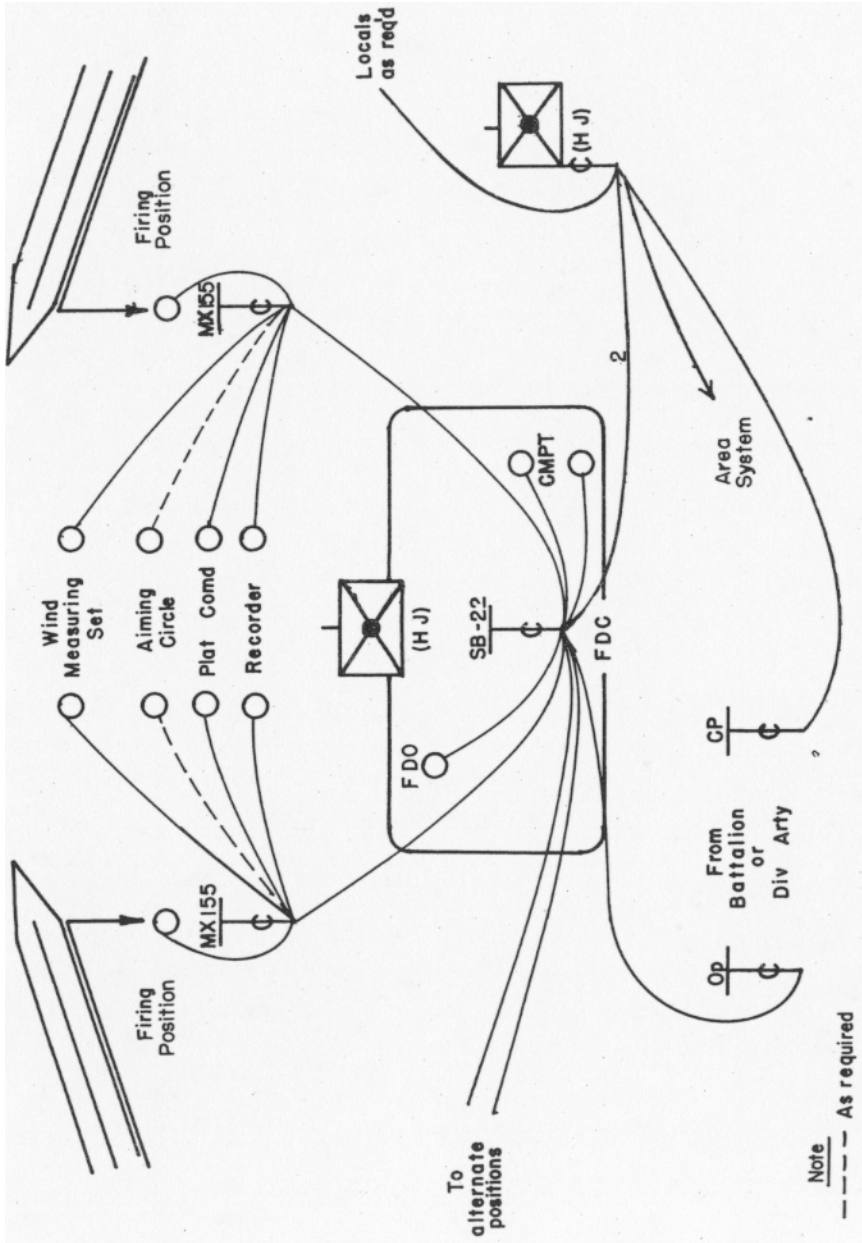 Firing
Position
MX155
Wind
Measuring
Set
Aiming
Circle
Plat Comd
Recorder
Firing
Position
MX155
Locals
as req'd
(HJ)
(HJ)
FDO
SB-22
CMPT
FDC
2
To
alternate
positions
Area
System
Op
From
Battalion
or
Div Arty
CP
Note
As required